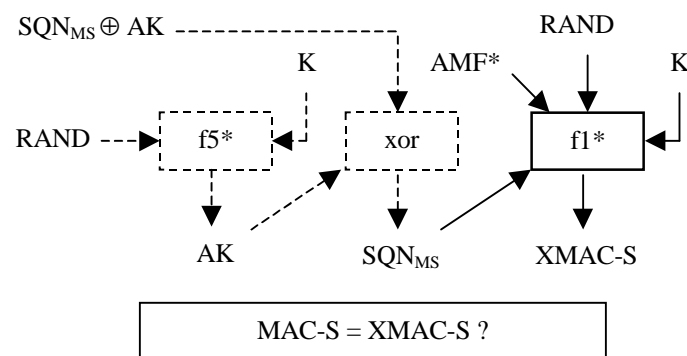 SQN_MS ⊕ AK
RAND
K
AMF*
K
RAND
f5*
xor
f1*
AK
SQN_MS
XMAC-S
MAC-S = XMAC-S ?